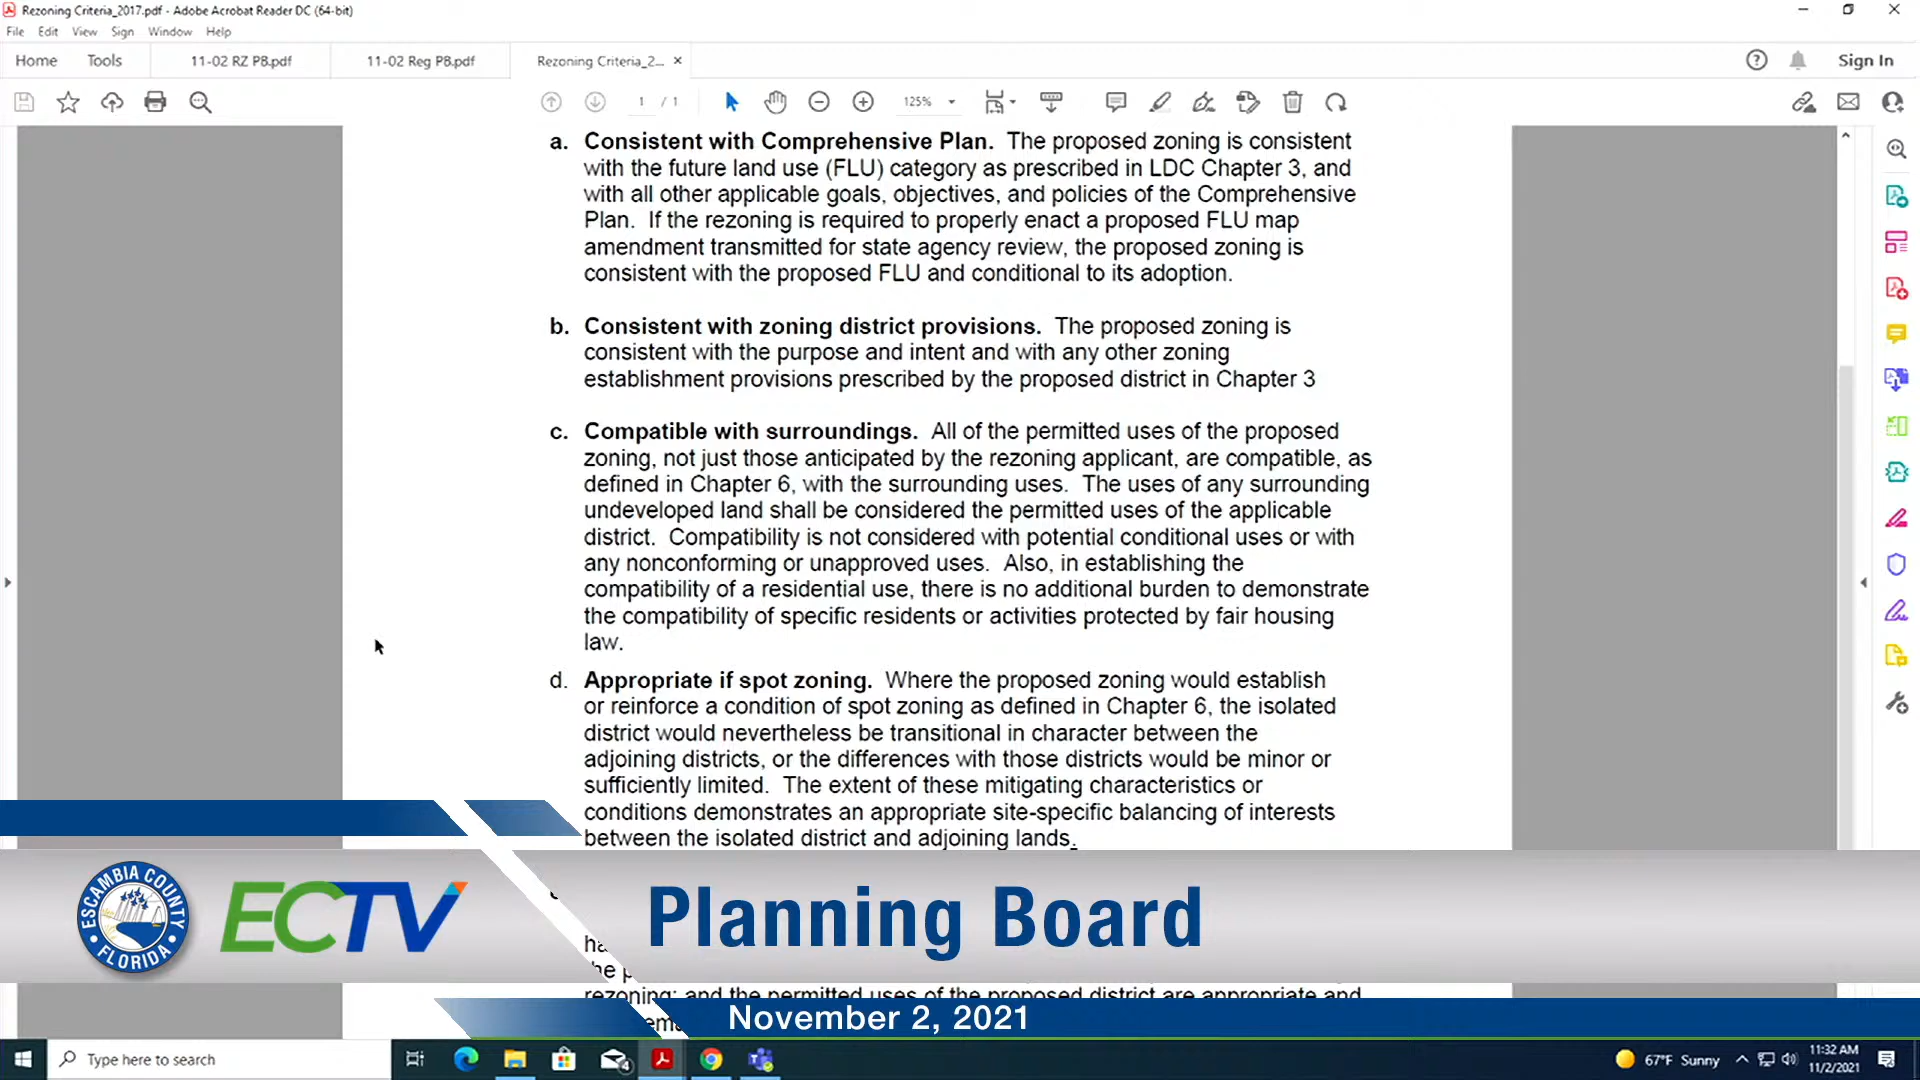 Rezoning Criteria_2017.pdf - Adobe Acrobat Reader DC (64-bit)
File Edit View Sign Window Help
Home Tools 11-02 RZ PB.pdf 11-02 Reg PB.pdf Rezoning Criteria_2... × Sign In
1 / 1 125%
a. Consistent with Comprehensive Plan. The proposed zoning is consistent
with the future land use (FLU) category as prescribed in LDC Chapter 3, and
with all other applicable goals, objectives, and policies of the Comprehensive
Plan. If the rezoning is required to properly enact a proposed FLU map
amendment transmitted for state agency review, the proposed zoning is
consistent with the proposed FLU and conditional to its adoption.
b. Consistent with zoning district provisions. The proposed zoning is
consistent with the purpose and intent and with any other zoning
establishment provisions prescribed by the proposed district in Chapter 3
c. Compatible with surroundings. All of the permitted uses of the proposed
zoning, not just those anticipated by the rezoning applicant, are compatible, as
defined in Chapter 6, with the surrounding uses. The uses of any surrounding
undeveloped land shall be considered the permitted uses of the applicable
district. Compatibility is not considered with potential conditional uses or with
any nonconforming or unapproved uses. Also, in establishing the
compatibility of a residential use, there is no additional burden to demonstrate
the compatibility of specific residents or activities protected by fair housing
law.
d. Appropriate if spot zoning. Where the proposed zoning would establish
or reinforce a condition of spot zoning as defined in Chapter 6, the isolated
district would nevertheless be transitional in character between the
adjoining districts, or the differences with those districts would be minor or
sufficiently limited. The extent of these mitigating characteristics or
conditions demonstrates an appropriate site-specific balancing of interests
between the isolated district and adjoining lands.
ESCAMBIA COUNTY
FLORIDA
ECTV
Planning Board
rezoning; and the permitted uses of the proposed district are appropriate and
November 2, 2021
Type here to search
4
67°F Sunny
11:32 AM
11/2/2021